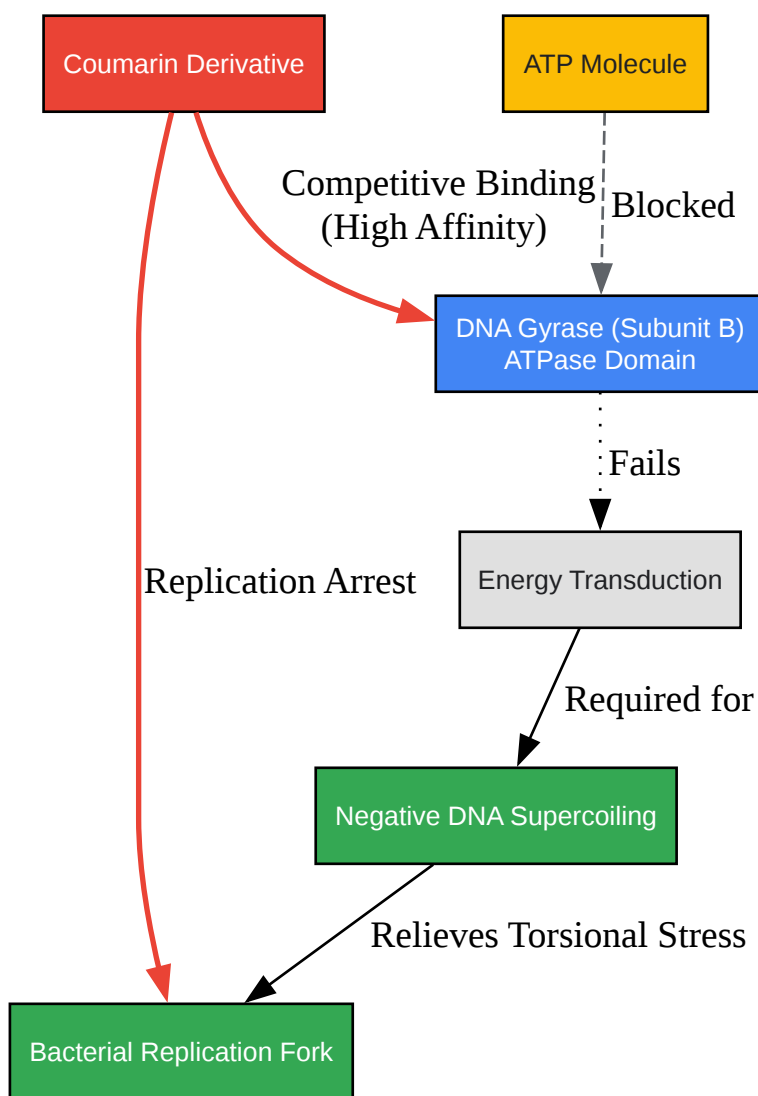 Coumarin Derivative
ATP Molecule
Competitive Binding
(High Affinity)
Blocked
DNA Gyrase (Subunit B)
ATPase Domain
Fails
Energy Transduction
Replication Arrest
Required for
Negative DNA Supercoiling
Relieves Torsional Stress
Bacterial Replication Fork